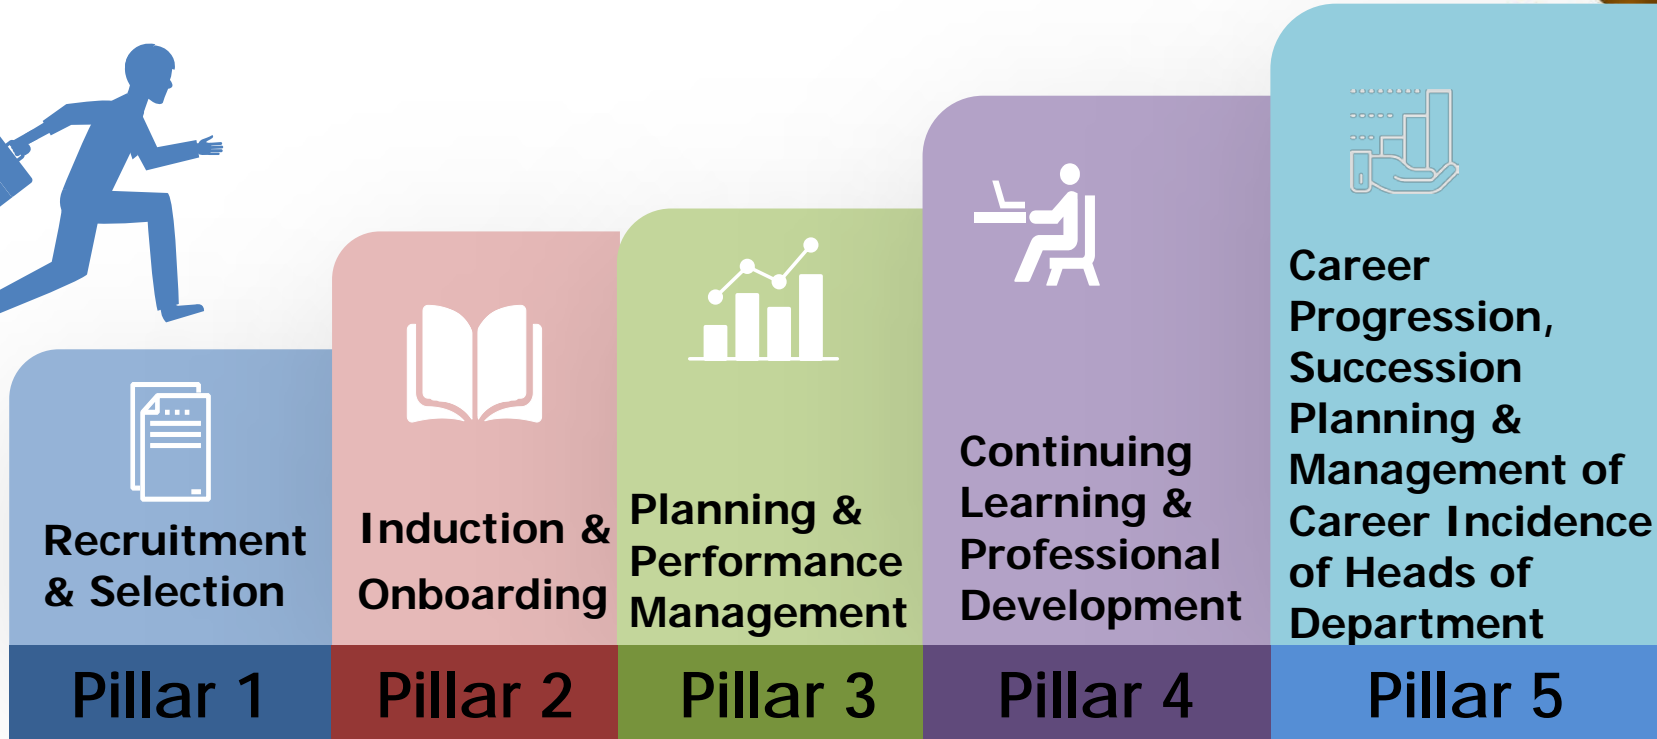 Recruitment
& Selection
Pillar 1
Induction &
Onboarding
Pillar 2
Planning &
Performance
Management
Pillar 3
Continuing
Learning &
Professional
Development
Pillar 4
Career
Progression,
Succession
Planning &
Management of
Career Incidence
of Heads of
Department
Pillar 5